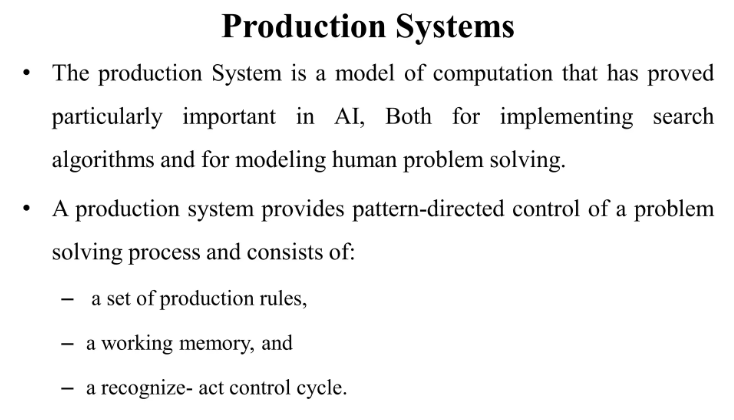 Production Systems
• The production System is a model of computation that has proved
particularly important in AI, Both for implementing search
algorithms and for modeling human problem solving.
• A production system provides pattern-directed control of a problem
solving process and consists of:
– a set of production rules,
– a working memory, and
– a recognize- act control cycle.